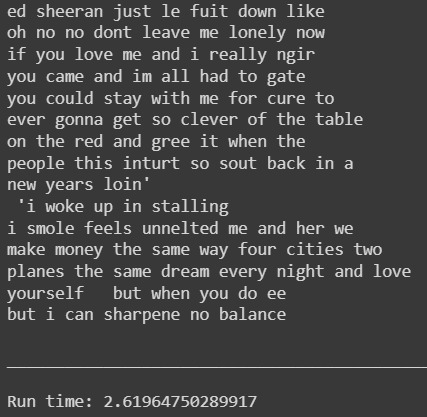 ed sheeran just le fuit down like
oh no no dont leave me lonely now
if you love me and i really ngir
you came and im all had to gate
you could stay with me for cure to
ever gonna get so clever of the table
on the red and gree it when the
people this inturt so sout back in a
new years loin'
'i woke up in stalling
i smole feels unnelted me and her we
make money the same way four cities two
planes the same dream every night and love
yourself   but when you do ee
but i can sharpene no balance
Run time: 2.61964750289917